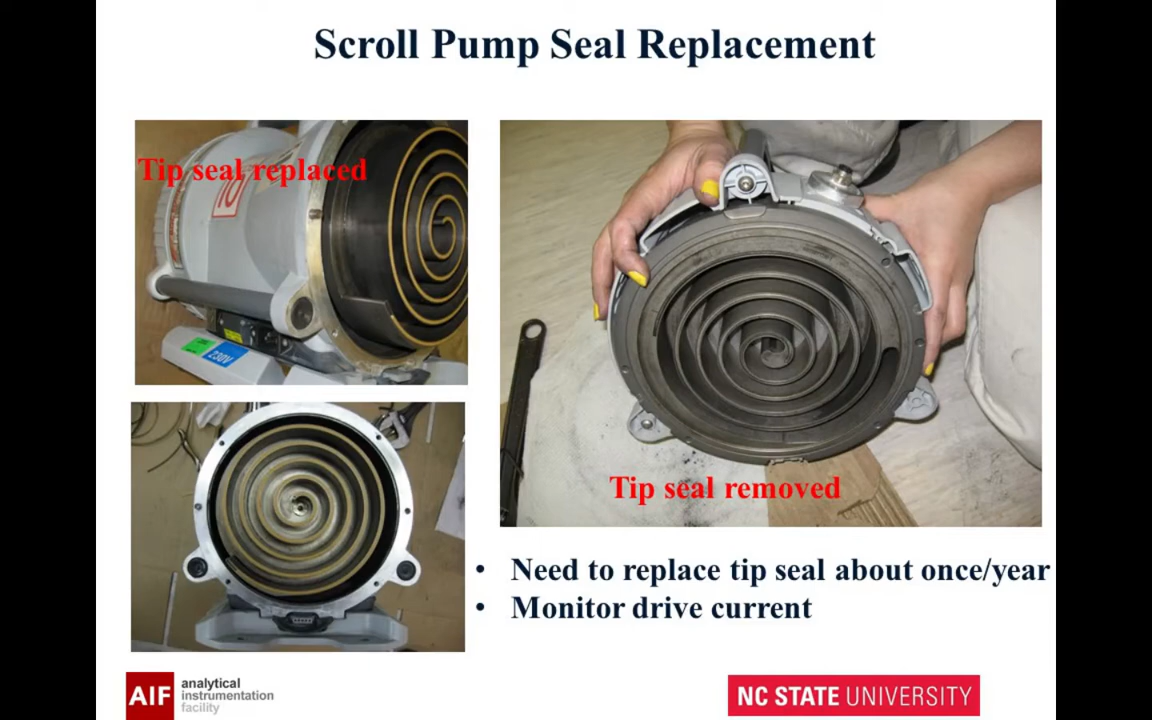 Scroll Pump Seal Replacement
Tip seal replaced
230V
Tip seal removed
• Need to replace tip seal about once/year
• Monitor drive current
AIF analytical
instrumentation
facility
NC STATE UNIVERSITY